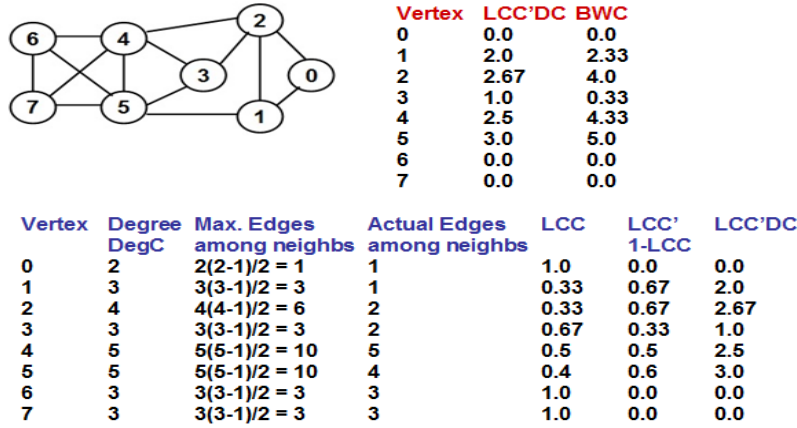 6
4
2
3
0
7
5
1
Vertex LCC'DC BWC
0 0.0 0.0
1 2.0 2.33
2 2.67 4.0
3 1.0 0.33
4 2.5 4.33
5 3.0 5.0
6 0.0 0.0
7 0.0 0.0
Vertex Degree Max. Edges Actual Edges LCC LCC' LCC'DC
DegC among neighbs among neighbs 1-LCC
0 2 2(2-1)/2 = 1 1 1.0 0.0 0.0
1 3 3(3-1)/2 = 3 1 0.33 0.67 2.0
2 4 4(4-1)/2 = 6 2 0.33 0.67 2.67
3 3 3(3-1)/2 = 3 2 0.67 0.33 1.0
4 5 5(5-1)/2 = 10 5 0.5 0.5 2.5
5 5 5(5-1)/2 = 10 4 0.4 0.6 3.0
6 3 3(3-1)/2 = 3 3 1.0 0.0 0.0
7 3 3(3-1)/2 = 3 3 1.0 0.0 0.0